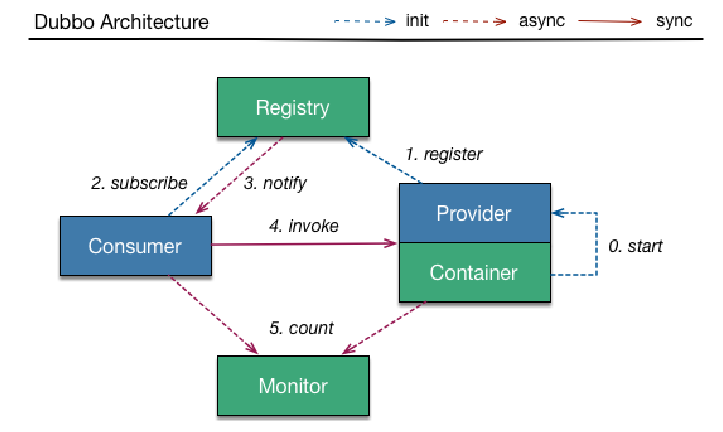 Dubbo Architecture
init
async
sync
Registry
1. register
2. subscribe
3. notify
Provider
Consumer
4. invoke
0. start
Container
5. count
Monitor